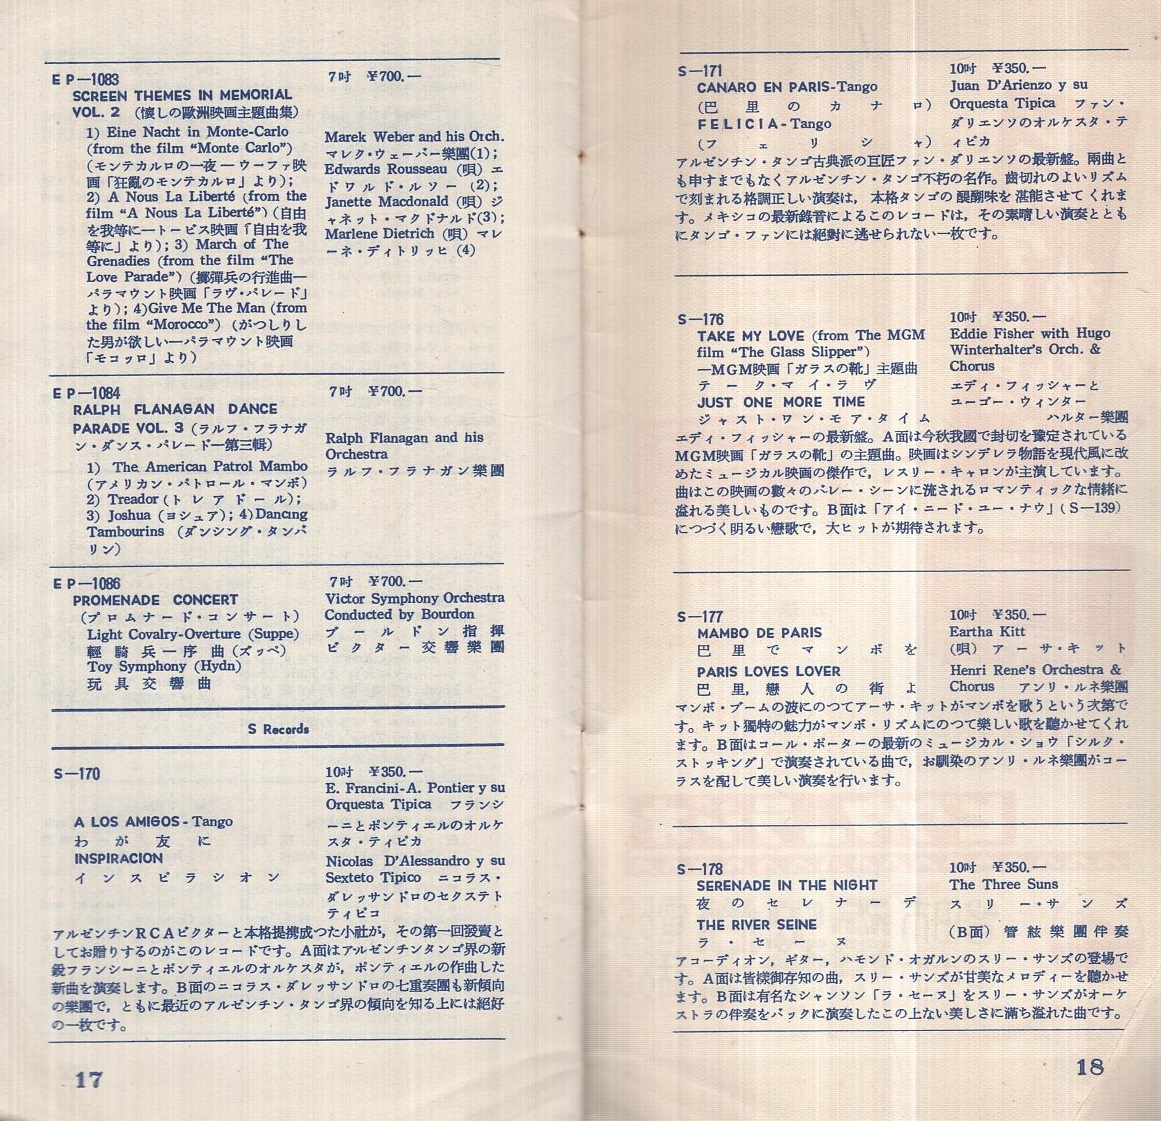 EP—1083
7吋 ¥700.—
SCREEN THEMES IN MEMORIAL
VOL. 2 (懷しの歐洲映画主題曲集)
1) Eine Nacht in Monte-Carlo
(from the film “Monte Carlo”)
(モンテカルロの一夜 — ウーファ映
画「狂亂のモンテカルロ」より);
2) A Nous La Liberté (from the
film “A Nous La Liberté”) (自由
を我等に—トービス映画「自由を我
等に」より); 3) March of The
Grenadies (from the film “The
Love Parade”) (擲彈兵の行進曲—
パラマウント映画「ラヴ・パレード」
より); 4)Give Me The Man (from
the film “Morocco”) (がつしりし
た男が欲しい—パラマウント映画
「モコッロ」より)
Marek Weber and his Orch.
マレク・ウェーバー樂團(1);
Edwards Rousseau (唄) エ
ドワルド・ルソー (2);
Janette Macdonald (唄) ジ
ャネット・マクドナルド(3);
Marlene Dietrich (唄) マレ
ーネ・ディトリッヒ (4)
EP—1084
7吋 ¥700.—
RALPH FLANAGAN DANCE
PARADE VOL. 3 (ラルフ・フラナガ
ン・ダンス・パレード—第三輯)
1) The American Patrol Mambo
(アメリカン・パトロール・マンボ)
2) Treador (トレアドール);
3) Joshua (ヨシュア); 4)Dancing
Tambourins (ダンシング・タンバ
リン)
Ralph Flanagan and his
Orchestra
ラルフ・フラナガン樂團
EP—1086
7吋 ¥700.—
PROMENADE CONCERT
(プロムナード・コンサート)
Light Covalry-Overture (Suppe)
輕騎兵—序曲 (ズッペ)
Toy Symphony (Hydn)
玩具交響曲
Victor Symphony Orchestra
Conducted by Bourdon
ブールドン指揮
ビクター交響樂團
S Records
S—170
10吋 ¥350.—
A LOS AMIGOS - Tango
わが友に
INSPIRACION
インスピラシオン
E. Francini-A. Pontier y su
Orquesta Tipica フランシ
ーニとポンティエルのオルケ
スタ・ティピカ
Nicolas D'Alessandro y su
Sexteto Tipico ニコラス・
ダレッサンドロのセクステト
ティピコ
アルゼンチンRCAビクターと本格提携成つた小社が, その第一回發賣と
してお贈りするのがこのレコードです。A面はアルゼンチンタンゴ界の新
鋭フランシーニとポンティエルのオルケスタが, ポンティエルの作曲した
新曲を演奏します。B面のニコラス・ダレッサンドロの七重奏團も新傾向
の樂團で, ともに最近のアルゼンチン・タンゴ界の傾向を知る上には絕好
の一枚です。
17
S—171
10吋 ¥350.—
CANARO EN PARIS-Tango
(巴里のカナロ)
FELICIA - Tango
(フェリシャ)
Juan D'Arienzo y su
Orquesta Tipica ファン・
ダリエンソのオルケスタ・テ
ィピカ
アルゼンチン・タンゴ古典派の巨匠ファン・ダリエンソの最新盤。兩曲と
も申すまでもなくアルゼンチン・タンゴ不朽の名作。齒切れのよいリズム
で刻まれる格調正しい演奏は, 本格タンゴの醍醐味を湛能させてくれま
す。メキシコの最新錄音によるこのレコードは, その素晴しい演奏ととも
にタンゴ・ファンには絕對に逃せられない一枚です。
S—176
10吋 ¥350.—
TAKE MY LOVE (from The MGM
film “The Glass Slipper”)
—MGM映画「ガラスの靴」主題曲
テーク・マイ・ラヴ
JUST ONE MORE TIME
ジャスト・ワン・モア・タイム
Eddie Fisher with Hugo
Winterhalter's Orch. &
Chorus
エディ・フィッシャーと
ユーゴー・ウィンター
ハルター樂團
エディ・フィッシャーの最新盤。A面は今秋我國で封切を豫定されている
MGM映画「ガラスの靴」の主題曲。映画はシンデレラ物語を現代風に改
めたミュージカル映画の傑作で, レスリー・キャロンが主演しています。
曲はこの映画の數々のバレー・シーンに流されるロマンティックな情緒に
溢れる美しいものです。B面は「アイ・ニード・ユー・ナウ」(S—139)
につづく明るい戀歌で, 大ヒットが期待されます。
S—177
10吋 ¥350.—
MAMBO DE PARIS
巴里でマンボを
PARIS LOVES LOVER
巴里, 戀人の街よ
Eartha Kitt
(唄) アーサ・キット
Henri Rene's Orchestra &
Chorus アンリ・ルネ樂團
マンボ・ブームの波にのつてアーサ・キットがマンボを歌うという次第で
す。キット獨特の魅力がマンボ・リズムにのつて樂しい歌を聽かせてくれ
ます。B面はコール・ポーターの最新のミュージカル・ショウ「シルク・
ストッキング」で演奏されている曲で, お馴染のアンリ・ルネ樂團がコー
ラスを配して美しい演奏を行います。
S—178
10吋 ¥350.—
SERENADE IN THE NIGHT
夜のセレナーデ
THE RIVER SEINE
ラ・セーヌ
The Three Suns
スリー・サンズ
(B面) 管絃樂團伴奏
アコーディオン, ギター, ハモンド・オガルンのスリー・サンズの登場で
す。A面は皆樣御存知の曲, スリー・サンズが甘美なメロディーを聽かせ
ます。B面は有名なシャンソン「ラ・セーヌ」をスリー・サンズがオーケ
ストラの伴奏をバックに演奏したこの上ない美しさに滿ち溢れた曲です。
18